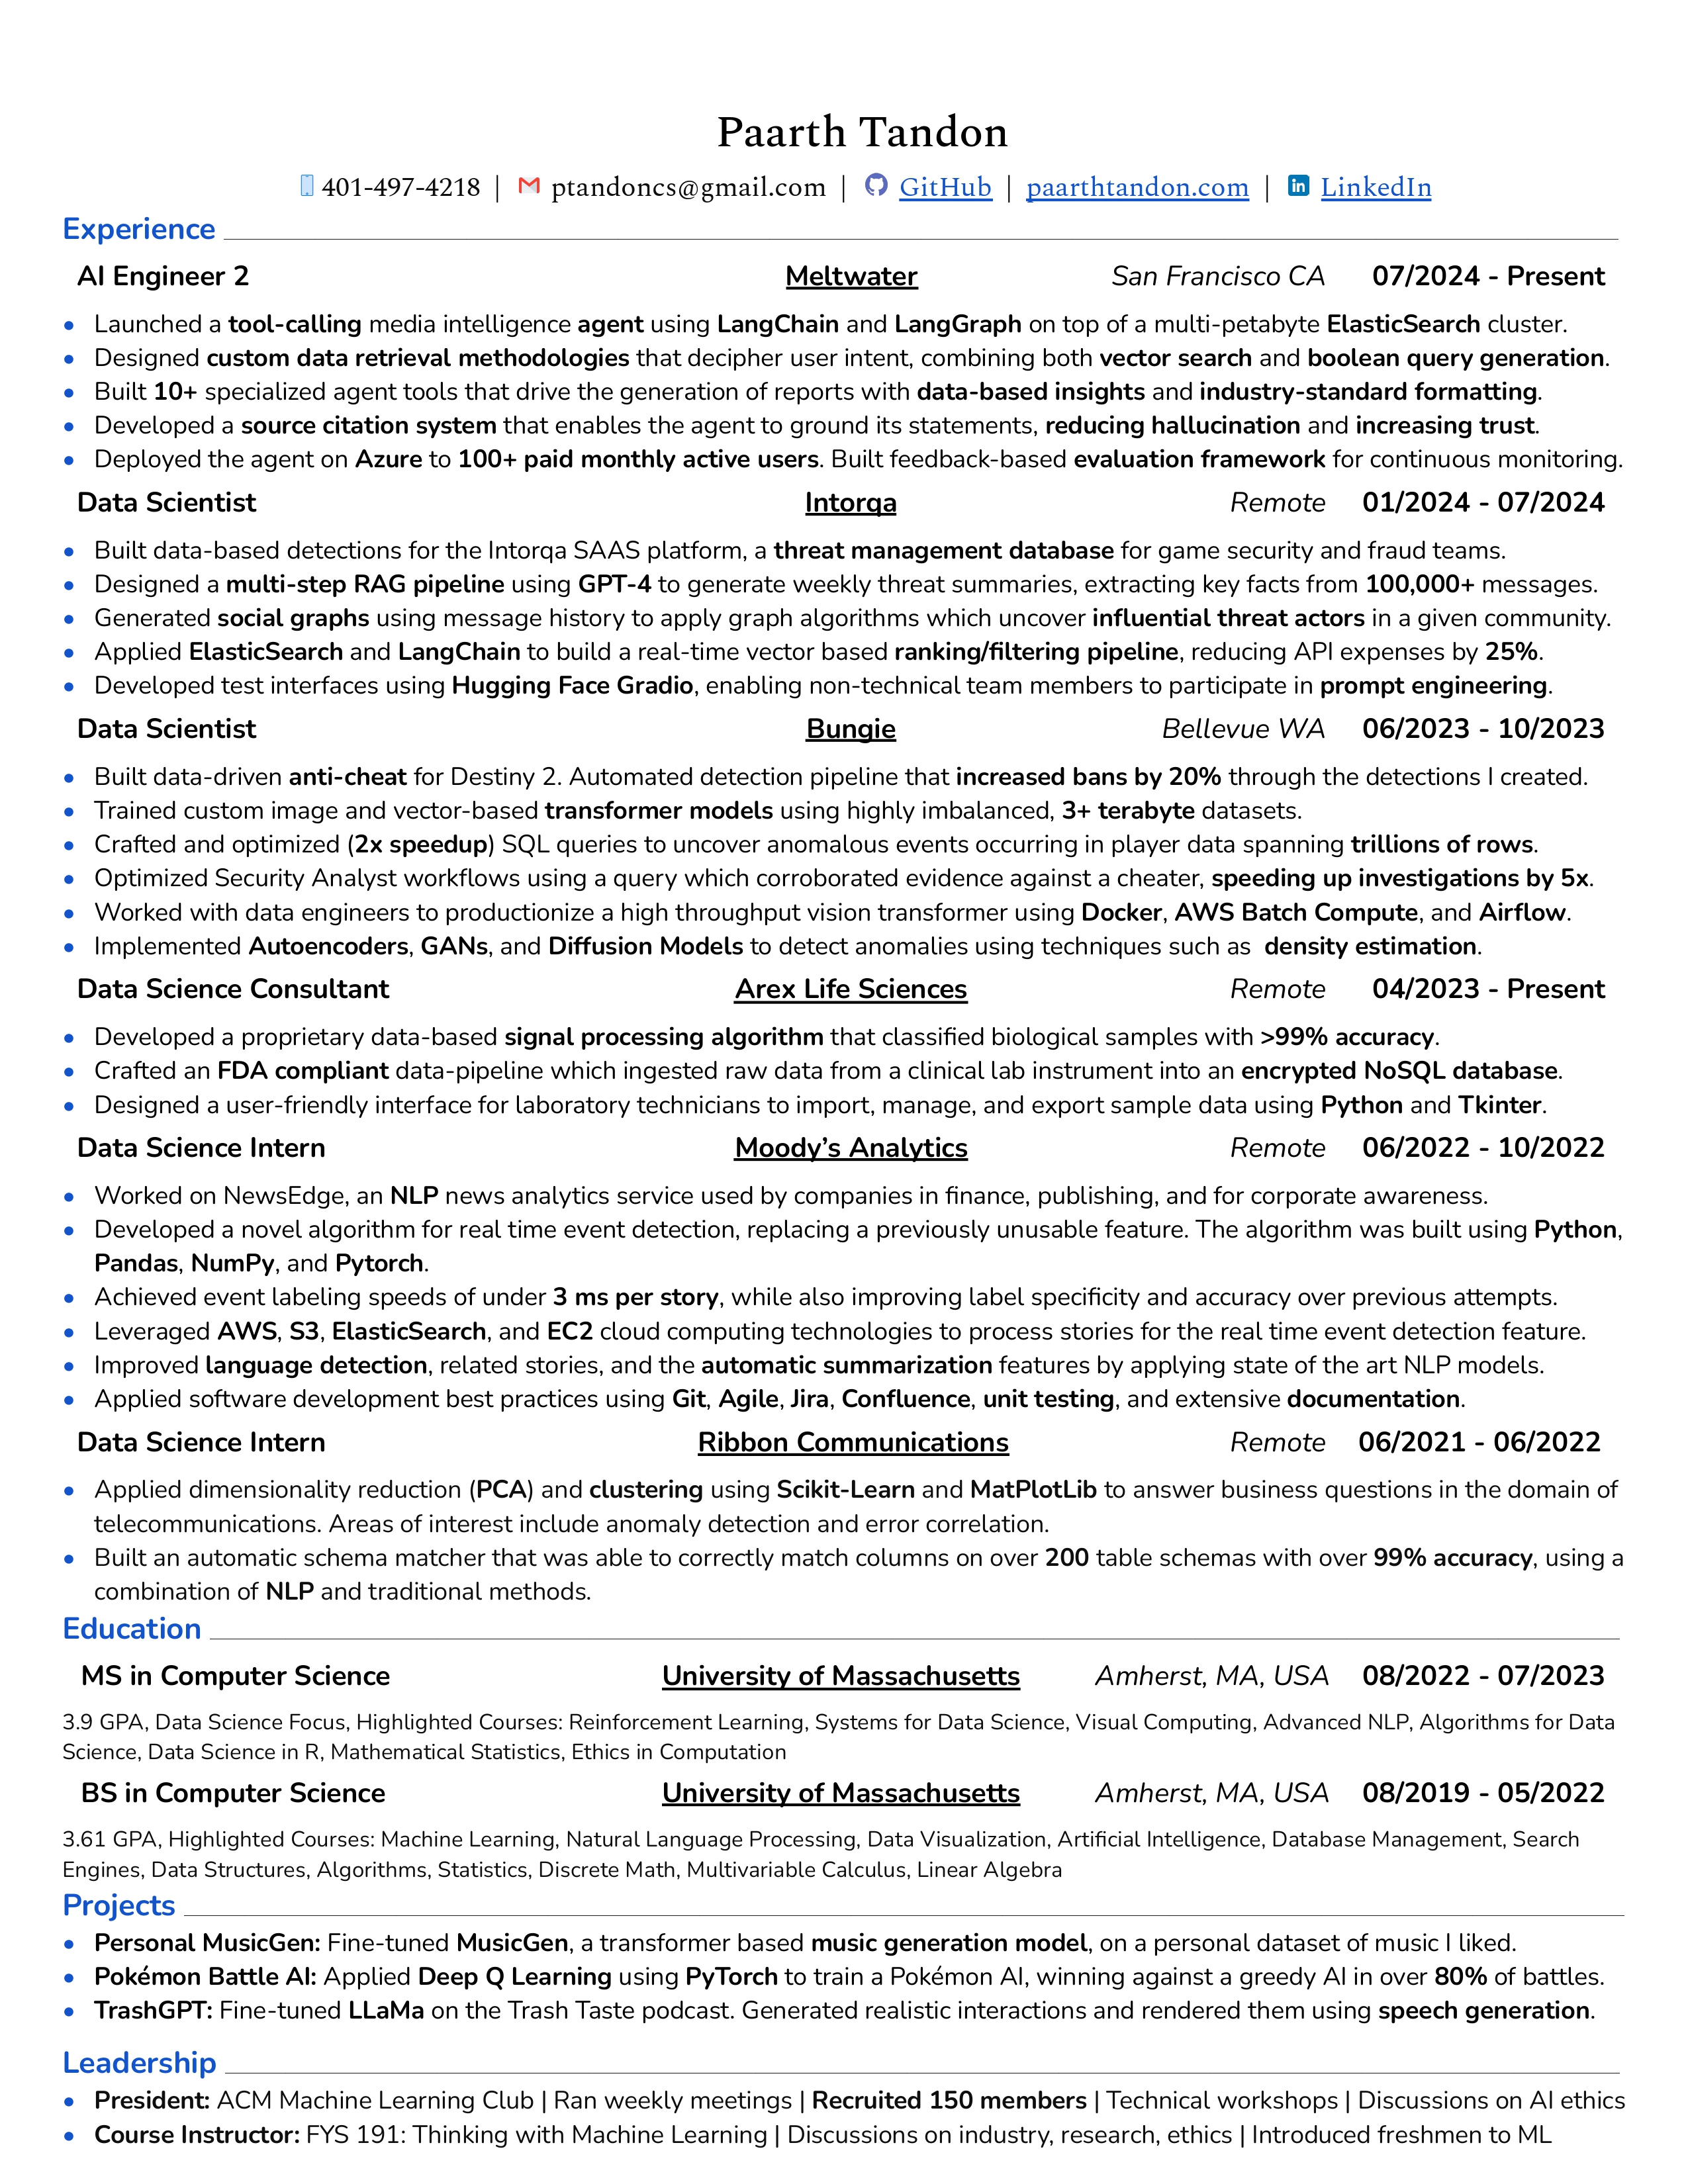 Paarth Tandon
401-497-4218 | ptandoncs@gmail.com | GitHub | paarthtandon.com | LinkedIn
Experience
AI Engineer 2 Meltwater San Francisco CA 07/2024 - Present
• Launched a tool-calling media intelligence agent using LangChain and LangGraph on top of a multi-petabyte ElasticSearch cluster.
• Designed custom data retrieval methodologies that decipher user intent, combining both vector search and boolean query generation.
• Built 10+ specialized agent tools that drive the generation of reports with data-based insights and industry-standard formatting.
• Developed a source citation system that enables the agent to ground its statements, reducing hallucination and increasing trust.
• Deployed the agent on Azure to 100+ paid monthly active users. Built feedback-based evaluation framework for continuous monitoring.
Data Scientist Intorqa Remote 01/2024 - 07/2024
• Built data-based detections for the Intorqa SAAS platform, a threat management database for game security and fraud teams.
• Designed a multi-step RAG pipeline using GPT-4 to generate weekly threat summaries, extracting key facts from 100,000+ messages.
• Generated social graphs using message history to apply graph algorithms which uncover influential threat actors in a given community.
• Applied ElasticSearch and LangChain to build a real-time vector based ranking/filtering pipeline, reducing API expenses by 25%.
• Developed test interfaces using Hugging Face Gradio, enabling non-technical team members to participate in prompt engineering.
Data Scientist Bungie Bellevue WA 06/2023 - 10/2023
• Built data-driven anti-cheat for Destiny 2. Automated detection pipeline that increased bans by 20% through the detections I created.
• Trained custom image and vector-based transformer models using highly imbalanced, 3+ terabyte datasets.
• Crafted and optimized (2x speedup) SQL queries to uncover anomalous events occurring in player data spanning trillions of rows.
• Optimized Security Analyst workflows using a query which corroborated evidence against a cheater, speeding up investigations by 5x.
• Worked with data engineers to productionize a high throughput vision transformer using Docker, AWS Batch Compute, and Airflow.
• Implemented Autoencoders, GANs, and Diffusion Models to detect anomalies using techniques such as density estimation.
Data Science Consultant Arex Life Sciences Remote 04/2023 - Present
• Developed a proprietary data-based signal processing algorithm that classified biological samples with >99% accuracy.
• Crafted an FDA compliant data-pipeline which ingested raw data from a clinical lab instrument into an encrypted NoSQL database.
• Designed a user-friendly interface for laboratory technicians to import, manage, and export sample data using Python and Tkinter.
Data Science Intern Moody’s Analytics Remote 06/2022 - 10/2022
• Worked on NewsEdge, an NLP news analytics service used by companies in finance, publishing, and for corporate awareness.
• Developed a novel algorithm for real time event detection, replacing a previously unusable feature. The algorithm was built using Python,
Pandas, NumPy, and Pytorch.
• Achieved event labeling speeds of under 3 ms per story, while also improving label specificity and accuracy over previous attempts.
• Leveraged AWS, S3, ElasticSearch, and EC2 cloud computing technologies to process stories for the real time event detection feature.
• Improved language detection, related stories, and the automatic summarization features by applying state of the art NLP models.
• Applied software development best practices using Git, Agile, Jira, Confluence, unit testing, and extensive documentation.
Data Science Intern Ribbon Communications Remote 06/2021 - 06/2022
• Applied dimensionality reduction (PCA) and clustering using Scikit-Learn and MatPlotLib to answer business questions in the domain of
telecommunications. Areas of interest include anomaly detection and error correlation.
• Built an automatic schema matcher that was able to correctly match columns on over 200 table schemas with over 99% accuracy, using a
combination of NLP and traditional methods.
Education
MS in Computer Science University of Massachusetts Amherst, MA, USA 08/2022 - 07/2023
3.9 GPA, Data Science Focus, Highlighted Courses: Reinforcement Learning, Systems for Data Science, Visual Computing, Advanced NLP, Algorithms for Data
Science, Data Science in R, Mathematical Statistics, Ethics in Computation
BS in Computer Science University of Massachusetts Amherst, MA, USA 08/2019 - 05/2022
3.61 GPA, Highlighted Courses: Machine Learning, Natural Language Processing, Data Visualization, Artificial Intelligence, Database Management, Search
Engines, Data Structures, Algorithms, Statistics, Discrete Math, Multivariable Calculus, Linear Algebra
Projects
• Personal MusicGen: Fine-tuned MusicGen, a transformer based music generation model, on a personal dataset of music I liked.
• Pokémon Battle AI: Applied Deep Q Learning using PyTorch to train a Pokémon AI, winning against a greedy AI in over 80% of battles.
• TrashGPT: Fine-tuned LLaMa on the Trash Taste podcast. Generated realistic interactions and rendered them using speech generation.
Leadership
• President: ACM Machine Learning Club | Ran weekly meetings | Recruited 150 members | Technical workshops | Discussions on AI ethics
• Course Instructor: FYS 191: Thinking with Machine Learning | Discussions on industry, research, ethics | Introduced freshmen to ML